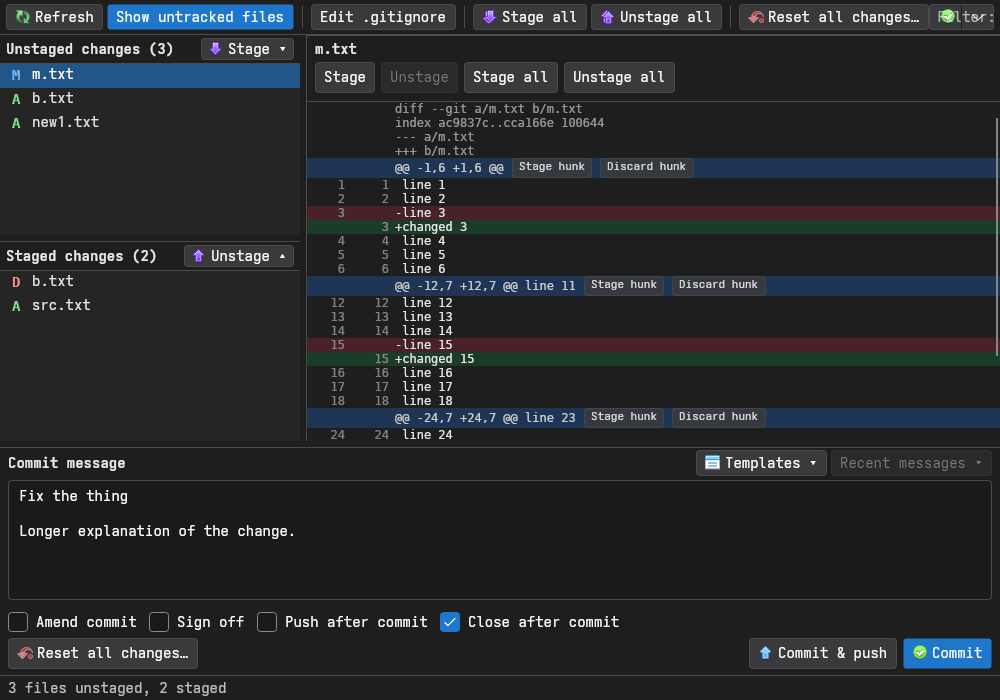 Refresh Show untracked files Edit .gitignore Stage all Unstage all Reset all changes… Filter:
Unstaged changes (3) Stage
M m.txt
A b.txt
A new1.txt
Staged changes (2) Unstage
D b.txt
A src.txt
m.txt
Stage Unstage Stage all Unstage all
diff --git a/m.txt b/m.txt
index ac9837c..cca166e 100644
--- a/m.txt
+++ b/m.txt
@@ -1,6 +1,6 @@ Stage hunk Discard hunk
1 1 line 1
2 2 line 2
3 -line 3
3 +changed 3
4 4 line 4
5 5 line 5
6 6 line 6
@@ -12,7 +12,7 @@ line 11 Stage hunk Discard hunk
12 12 line 12
13 13 line 13
14 14 line 14
15 -line 15
15 +changed 15
16 16 line 16
17 17 line 17
18 18 line 18
@@ -24,7 +24,7 @@ line 23 Stage hunk Discard hunk
24 24 line 24
Commit message Templates Recent messages
Fix the thing
Longer explanation of the change.
Amend commit Sign off Push after commit Close after commit
Reset all changes… Commit & push Commit
3 files unstaged, 2 staged